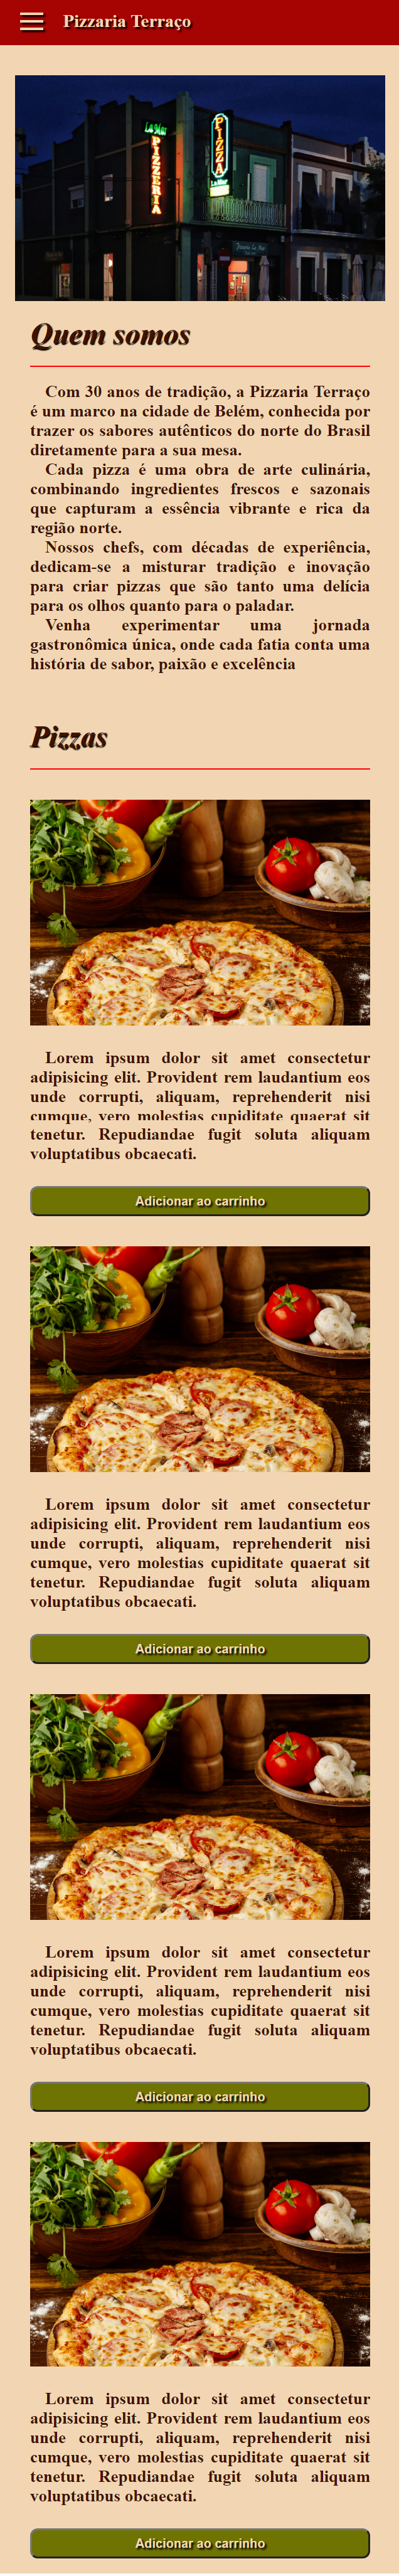 Pizzaria Terraço
La Mar
PIZZERIA
PIZZA
La Mar
Quem somos
Com 30 anos de tradição, a Pizzaria Terraço
é um marco na cidade de Belém, conhecida por
trazer os sabores autênticos do norte do Brasil
diretamente para a sua mesa.
Cada pizza é uma obra de arte culinária,
combinando ingredientes frescos e sazonais
que capturam a essência vibrante e rica da
região norte.
Nossos chefs, com décadas de experiência,
dedicam-se a misturar tradição e inovação
para criar pizzas que são tanto uma delícia
para os olhos quanto para o paladar.
Venha experimentar uma jornada
gastronômica única, onde cada fatia conta uma
história de sabor, paixão e excelência
Pizzas
Lorem ipsum dolor sit amet consectetur
adipisicing elit. Provident rem laudantium eos
unde corrupti, aliquam, reprehenderit nisi
cumque, vero molestias cupiditate quaerat sit
tenetur. Repudiandae fugit soluta aliquam
voluptatibus obcaecati.
Adicionar ao carrinho
Lorem ipsum dolor sit amet consectetur
adipisicing elit. Provident rem laudantium eos
unde corrupti, aliquam, reprehenderit nisi
cumque, vero molestias cupiditate quaerat sit
tenetur. Repudiandae fugit soluta aliquam
voluptatibus obcaecati.
Adicionar ao carrinho
Lorem ipsum dolor sit amet consectetur
adipisicing elit. Provident rem laudantium eos
unde corrupti, aliquam, reprehenderit nisi
cumque, vero molestias cupiditate quaerat sit
tenetur. Repudiandae fugit soluta aliquam
voluptatibus obcaecati.
Adicionar ao carrinho
Lorem ipsum dolor sit amet consectetur
adipisicing elit. Provident rem laudantium eos
unde corrupti, aliquam, reprehenderit nisi
cumque, vero molestias cupiditate quaerat sit
tenetur. Repudiandae fugit soluta aliquam
voluptatibus obcaecati.
Adicionar ao carrinho